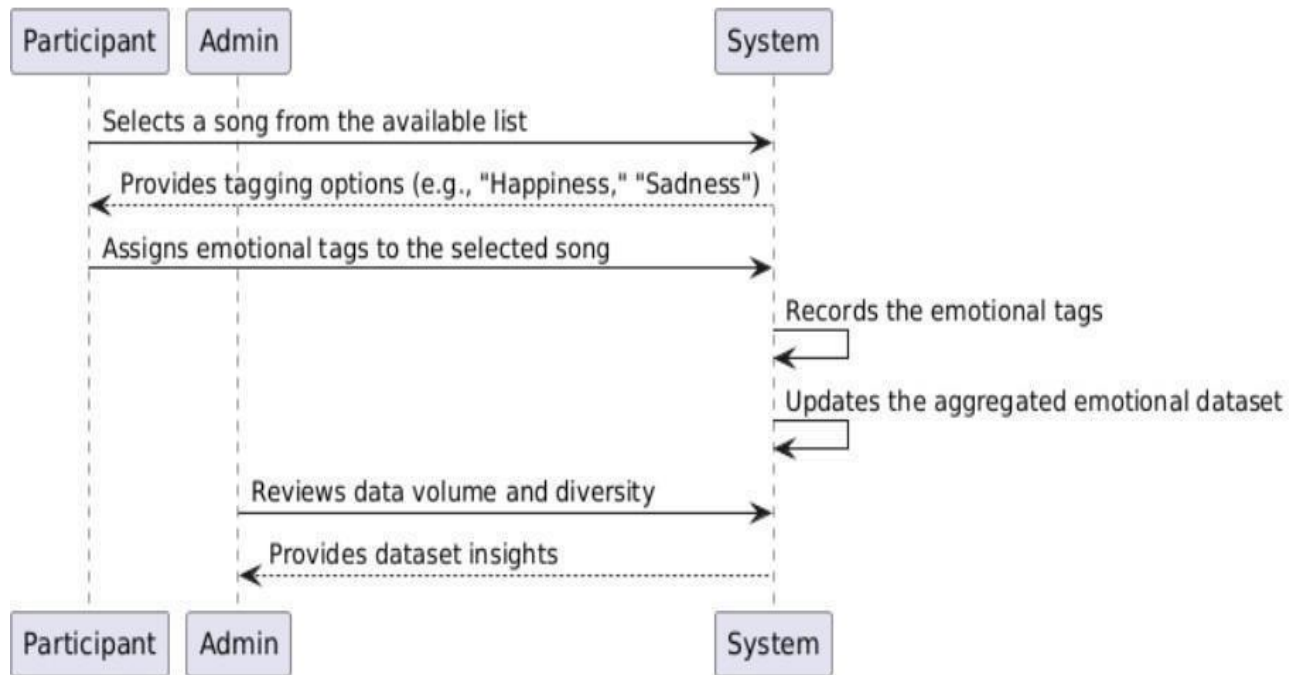 Participant Admin System
Selects a song from the available list
Provides tagging options (e.g., "Happiness," "Sadness")
Assigns emotional tags to the selected song
Records the emotional tags
Updates the aggregated emotional dataset
Reviews data volume and diversity
Provides dataset insights
Participant Admin System